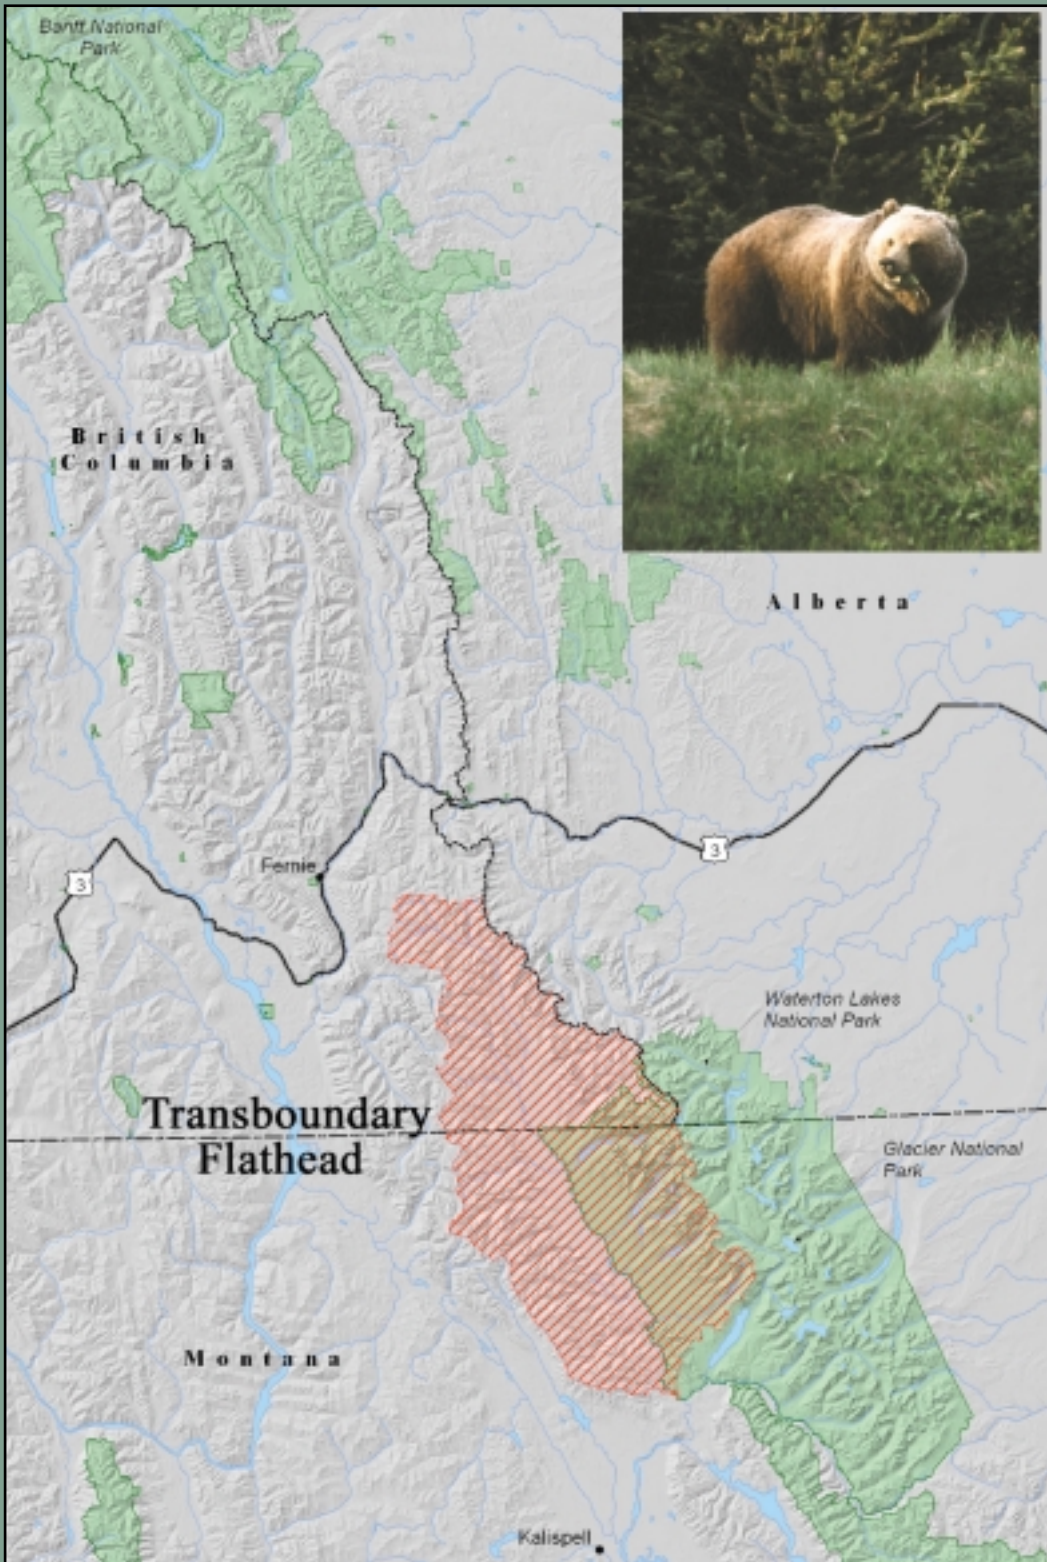 Banff National
Park
British
Columbia
Alberta
3
Fernie
3
Waterton Lakes
National Park
Transboundary
Flathead
Glacier National
Park
Montana
Kalispell